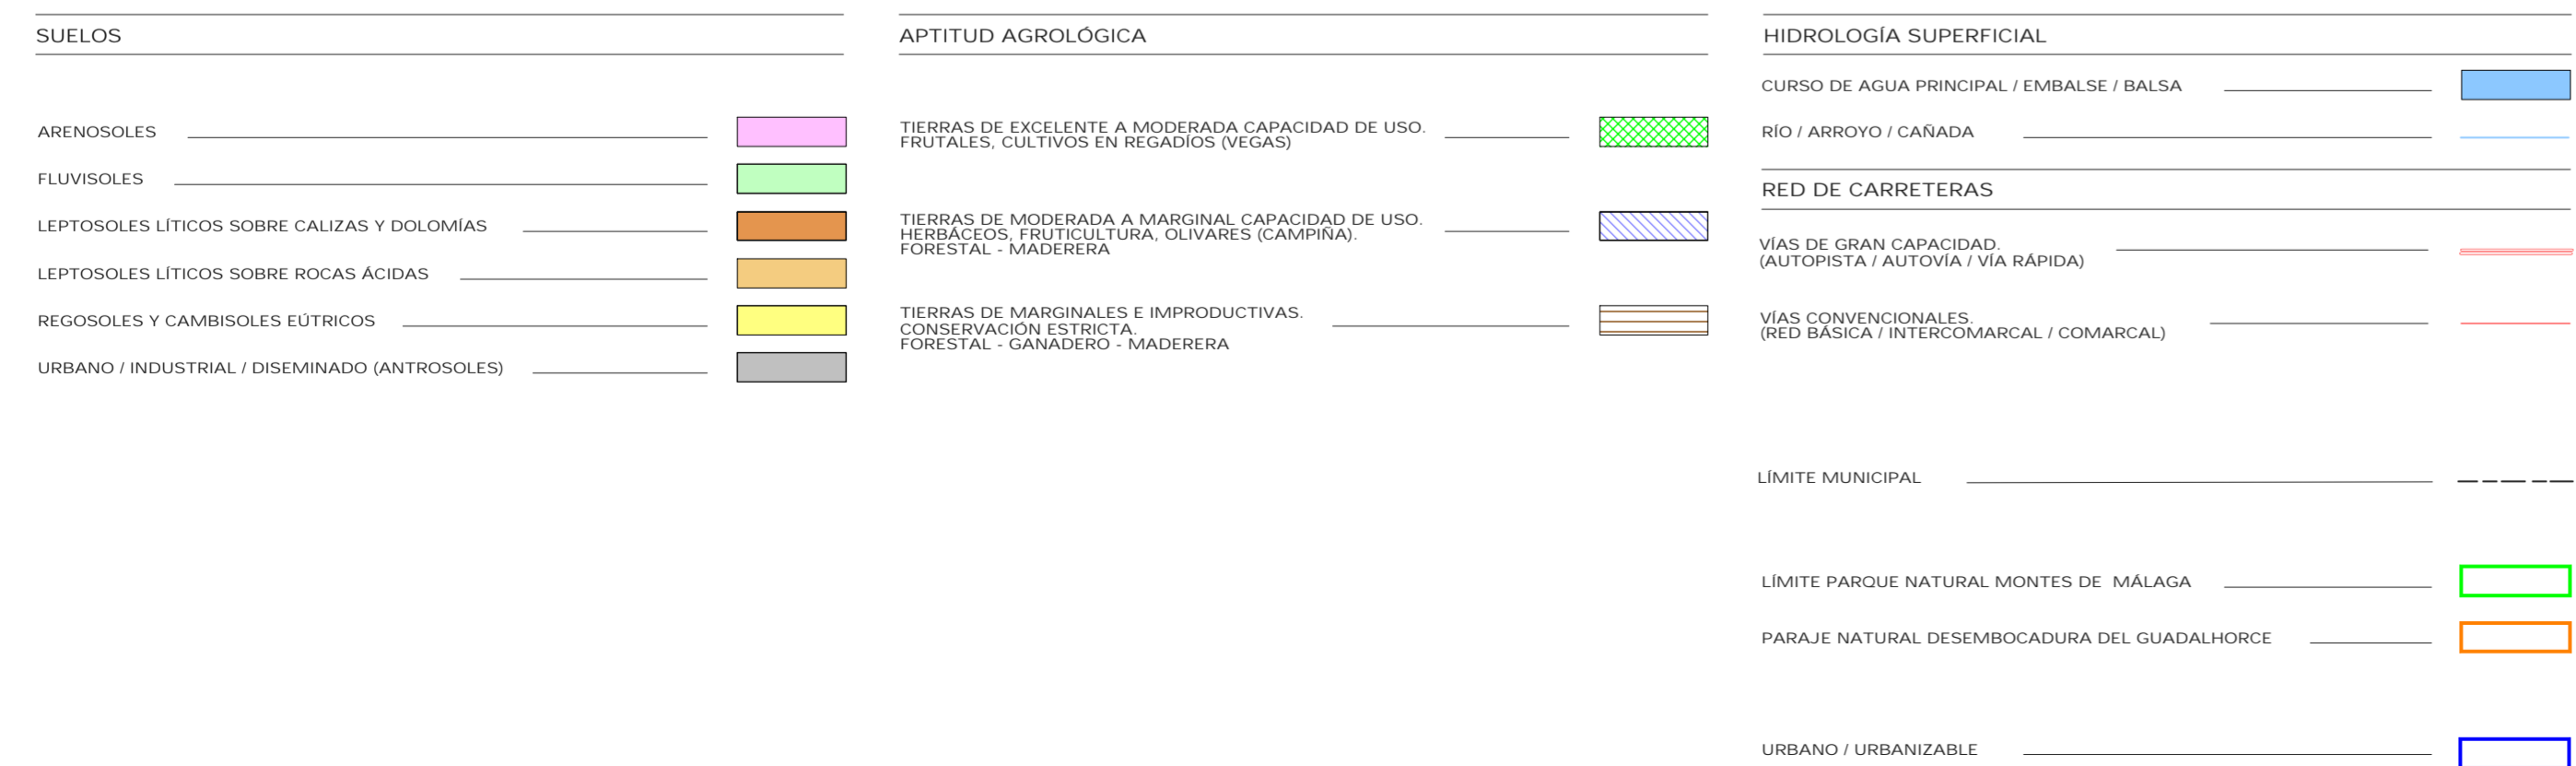 SUELOS
ARENOSOLES
FLUVISOLES
LEPTOSOLES LÍTICOS SOBRE CALIZAS Y DOLOMÍAS
LEPTOSOLES LÍTICOS SOBRE ROCAS ÁCIDAS
REGOSOLES Y CAMBISOLES EÚTRICOS
URBANO / INDUSTRIAL / DISEMINADO (ANTROSOLES)
APTITUD AGROLÓGICA
TIERRAS DE EXCELENTE A MODERADA CAPACIDAD DE USO.
FRUTALES, CULTIVOS EN REGADÍOS (VEGAS)
TIERRAS DE MODERADA A MARGINAL CAPACIDAD DE USO.
HERBÁCEOS, FRUTICULTURA, OLIVARES (CAMPIÑA).
FORESTAL - MADERERA
TIERRAS DE MARGINALES E IMPRODUCTIVAS.
CONSERVACIÓN ESTRICTA.
FORESTAL - GANADERO - MADERERA
HIDROLOGÍA SUPERFICIAL
CURSO DE AGUA PRINCIPAL / EMBALSE / BALSA
RÍO / ARROYO / CAÑADA
RED DE CARRETERAS
VÍAS DE GRAN CAPACIDAD.
(AUTOPISTA / AUTOVÍA / VÍA RÁPIDA)
VÍAS CONVENCIONALES.
(RED BÁSICA / INTERCOMARCAL / COMARCAL)
LÍMITE MUNICIPAL
LÍMITE PARQUE NATURAL MONTES DE MÁLAGA
PARAJE NATURAL DESEMBOCADURA DEL GUADALHORCE
URBANO / URBANIZABLE